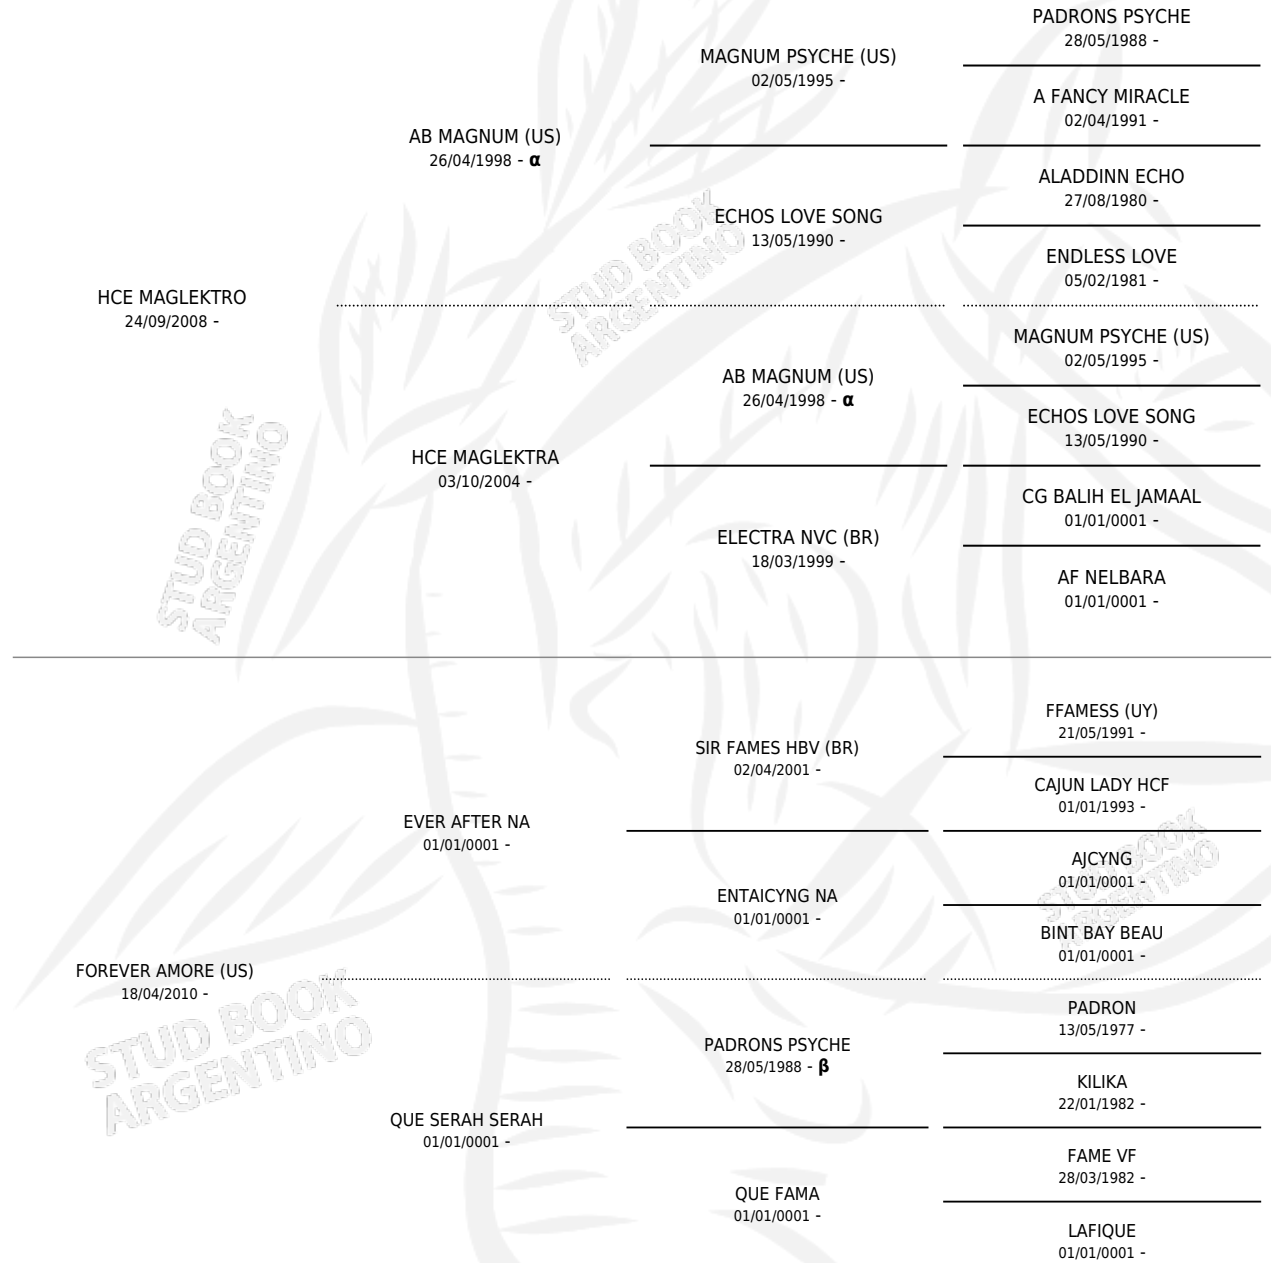 PADRONS PSYCHE
28/05/1988 -
MAGNUM PSYCHE (US)
02/05/1995 -
A FANCY MIRACLE
02/04/1991 -
AB MAGNUM (US)
26/04/1998 - α
ALADDINN ECHO
27/08/1980 -
ECHOS LOVE SONG
13/05/1990 -
ENDLESS LOVE
05/02/1981 -
HCE MAGLEKTRO
24/09/2008 -
MAGNUM PSYCHE (US)
02/05/1995 -
AB MAGNUM (US)
26/04/1998 - α
ECHOS LOVE SONG
13/05/1990 -
HCE MAGLEKTRA
03/10/2004 -
CG BALIH EL JAMAAL
01/01/0001 -
ELECTRA NVC (BR)
18/03/1999 -
AF NELBARA
01/01/0001 -
FFAMESS (UY)
21/05/1991 -
SIR FAMES HBV (BR)
02/04/2001 -
CAJUN LADY HCF
01/01/1993 -
EVER AFTER NA
01/01/0001 -
AJCYNG
01/01/0001 -
ENTAICYNG NA
01/01/0001 -
BINT BAY BEAU
01/01/0001 -
FOREVER AMORE (US)
18/04/2010 -
PADRON
13/05/1977 -
PADRONS PSYCHE
28/05/1988 - β
KILIKA
22/01/1982 -
QUE SERAH SERAH
01/01/0001 -
FAME VF
28/03/1982 -
QUE FAMA
01/01/0001 -
LAFIQUE
01/01/0001 -
STUD BOOK
ARGENTINO
STUD BOOK
ARGENTINO
STUD BOOK
ARGENTINO
STUD BOOK
ARGENTINO